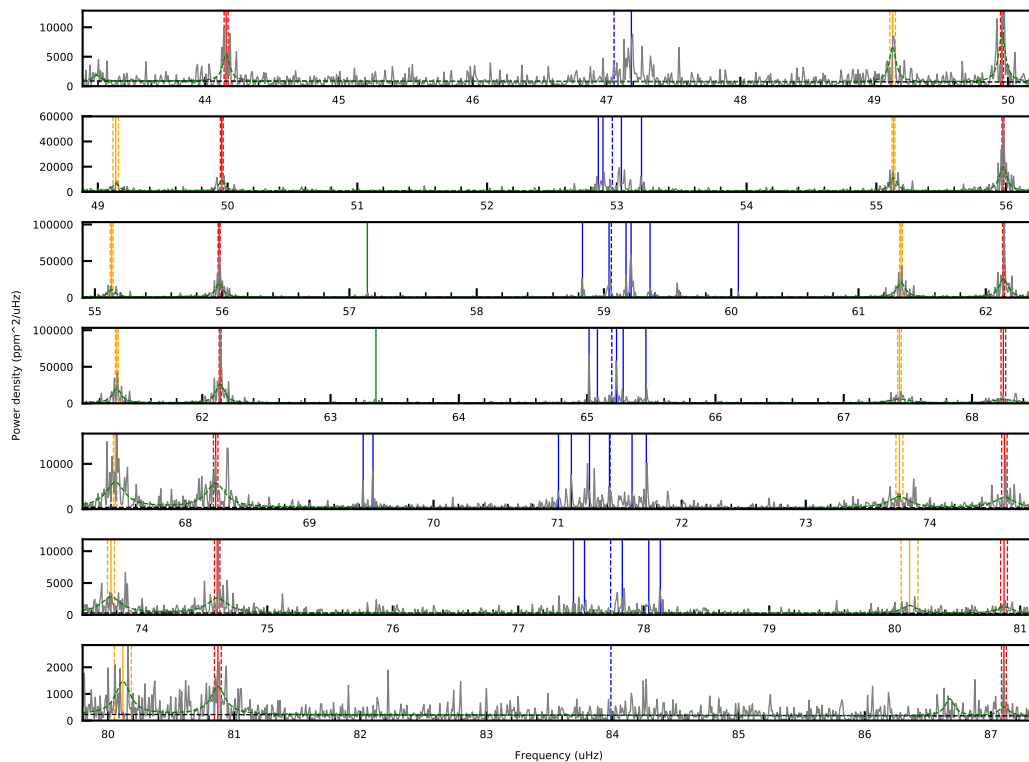 10000
5000
0
44 45 46 47 48 49 50
60000
40000
20000
0
49 50 51 52 53 54 55 56
100000
50000
0
55 56 57 58 59 60 61 62
100000
50000
0
62 63 64 65 66 67 68
Power density (ppm^2/uHz)
10000
0
68 69 70 71 72 73 74
10000
5000
0
74 75 76 77 78 79 80 81
2000
1000
0
80 81 82 83 84 85 86 87
Frequency (uHz)